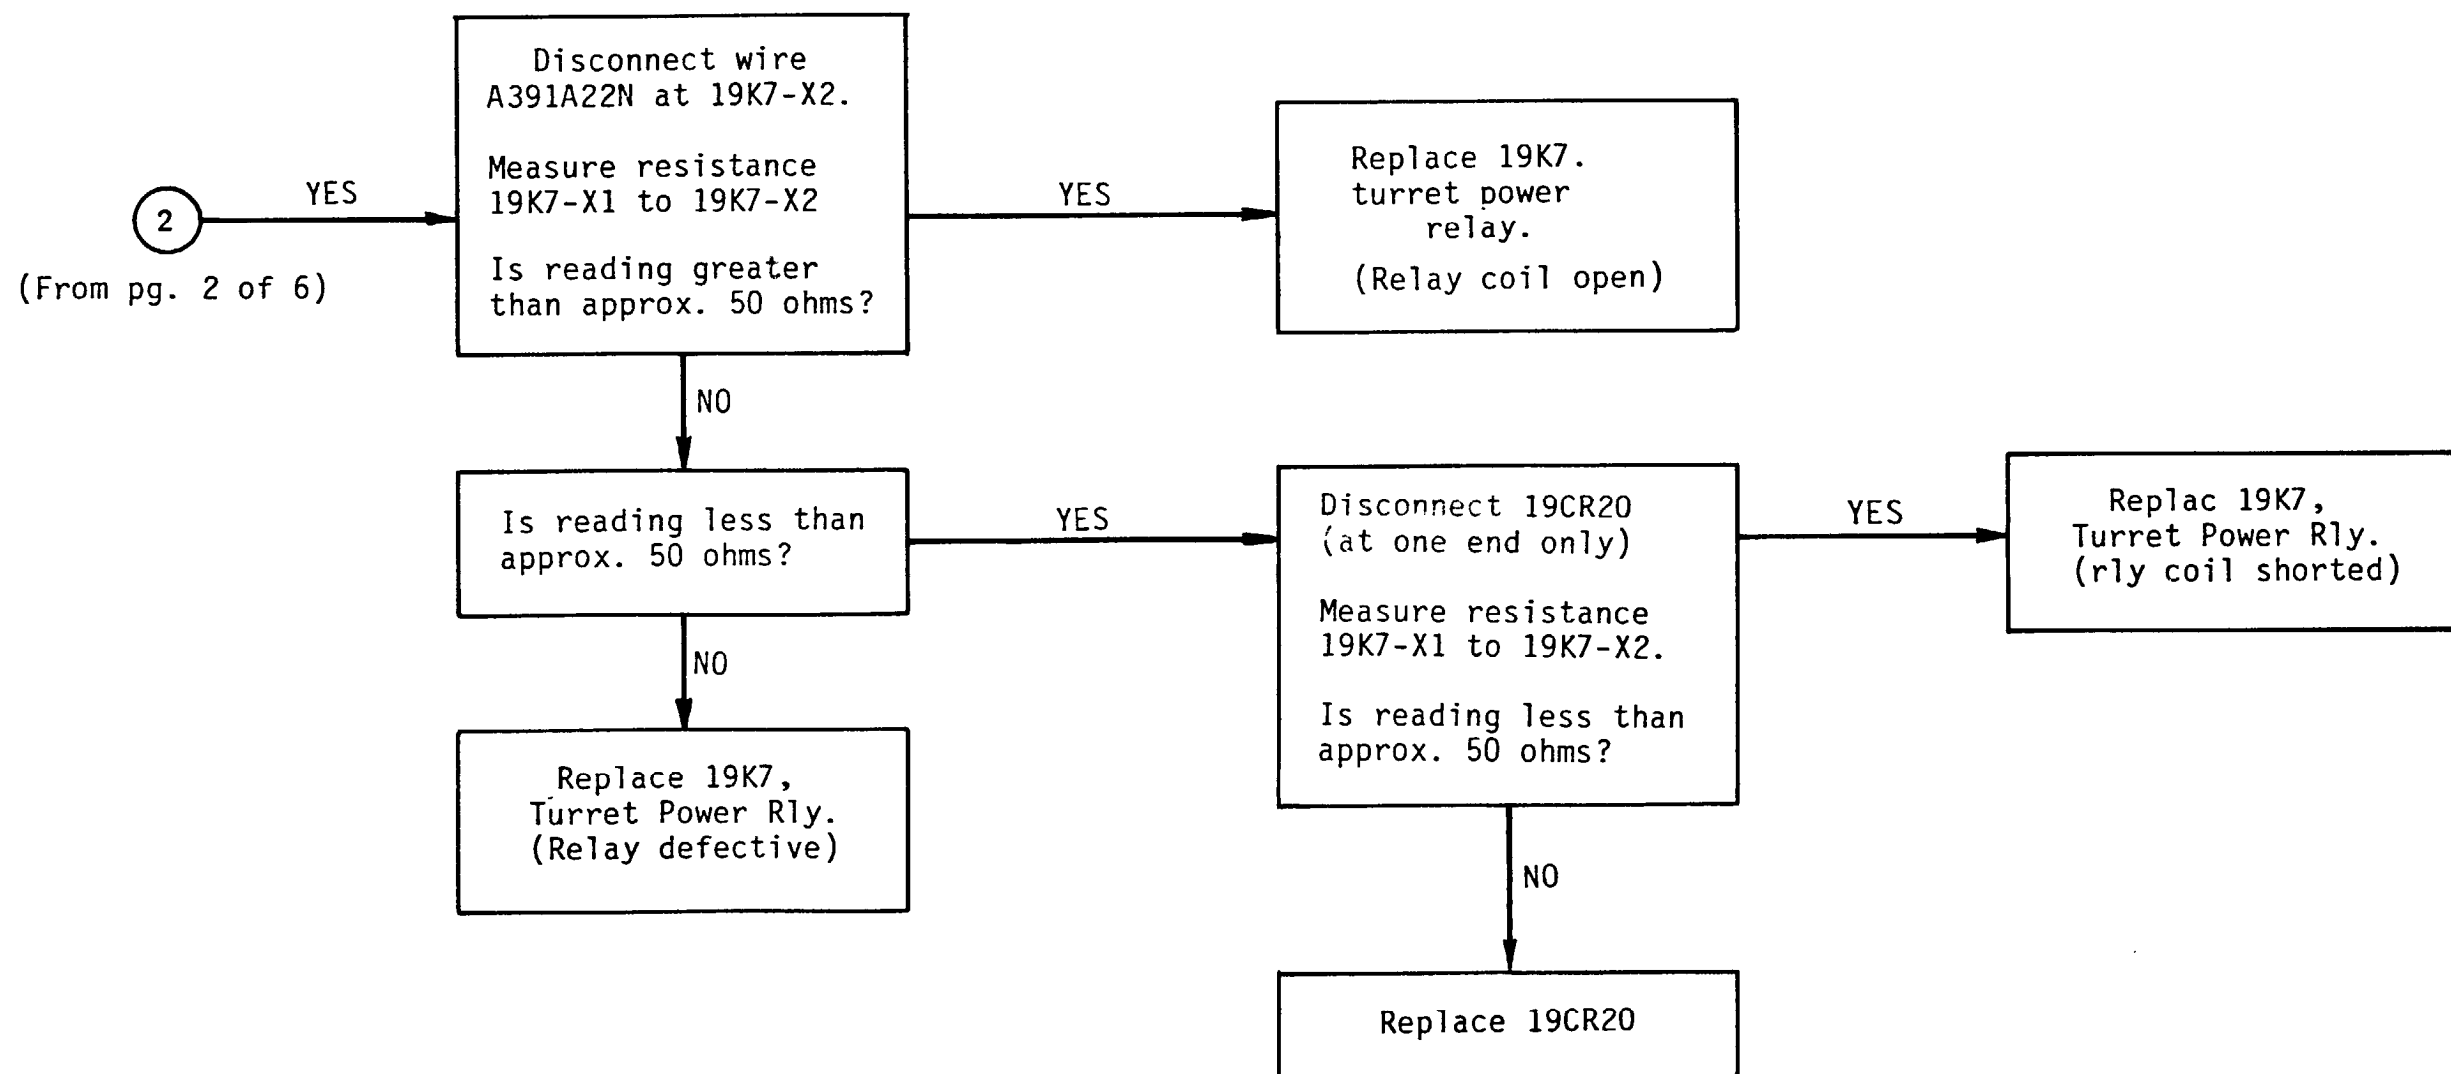 Disconnect wire
A391A22N at 19K7-X2.
Measure resistance
19K7-X1 to 19K7-X2
Is reading greater
than approx. 50 ohms?
2
YES
(From pg. 2 of 6)
YES
Replace 19K7.
turret power
relay.
(Relay coil open)
NO
Is reading less than
approx. 50 ohms?
YES
Disconnect 19CR20
(at one end only)
Measure resistance
19K7-X1 to 19K7-X2.
Is reading less than
approx. 50 ohms?
YES
Replac 19K7,
Turret Power Rly.
(rly coil shorted)
NO
Replace 19K7,
Turret Power Rly.
(Relay defective)
NO
Replace 19CR20